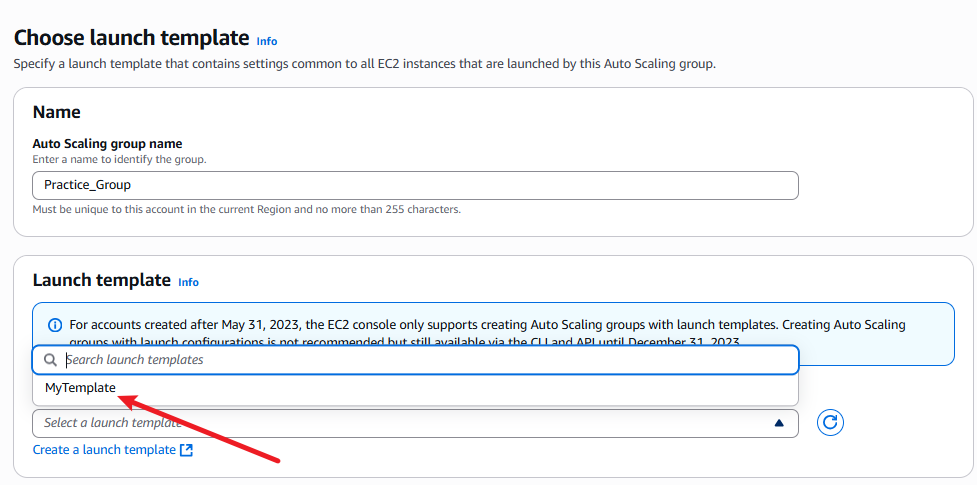 Choose launch template Info
Specify a launch template that contains settings common to all EC2 instances that are launched by this Auto Scaling group.
Name
Auto Scaling group name
Enter a name to identify the group.
Practice_Group
Must be unique to this account in the current Region and no more than 255 characters.
Launch template Info
For accounts created after May 31, 2023, the EC2 console only supports creating Auto Scaling groups with launch templates. Creating Auto Scaling
groups with launch configurations is not recommended but still available via the CLI and API until December 31, 2023.
Search launch templates
MyTemplate
Select a launch template
Create a launch template